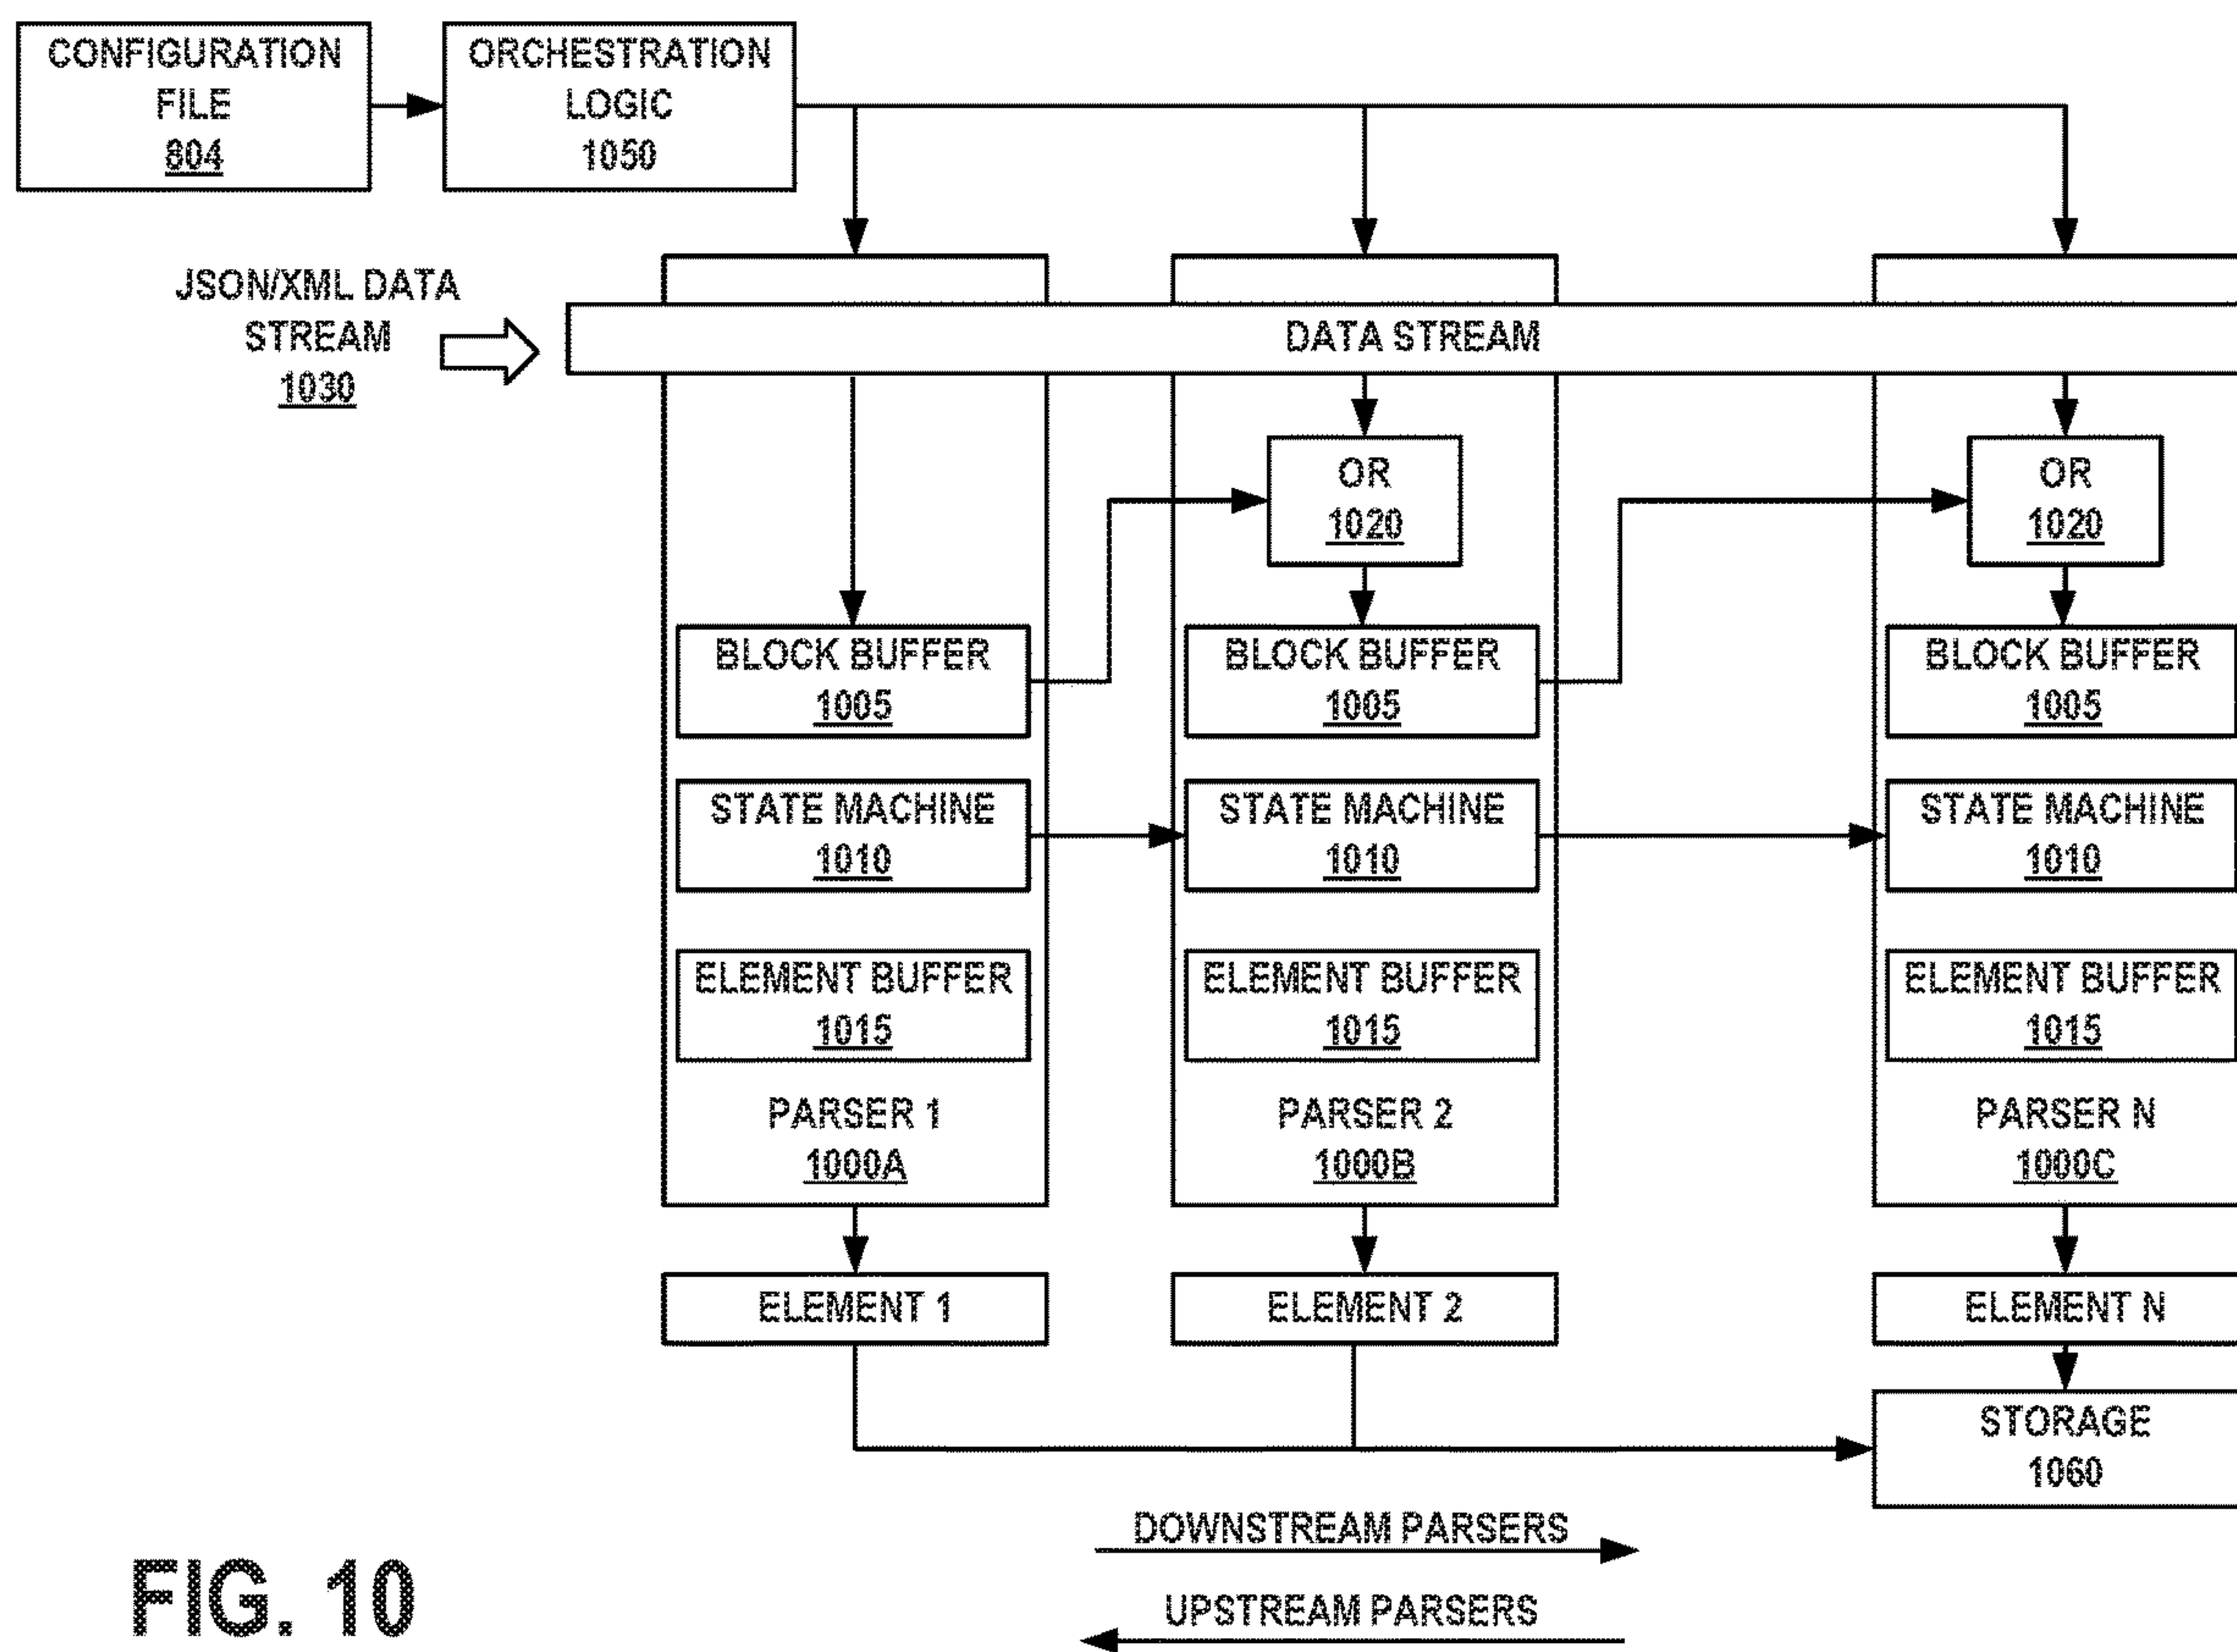 CONFIGURATION
FILE
804
ORCHESTRATION
LOGIC
1050
JSON/XML DATA
STREAM
1030
DATA STREAM
OR
1020
OR
1020
BLOCK BUFFER
1005
BLOCK BUFFER
1005
BLOCK BUFFER
1005
STATE MACHINE
1010
STATE MACHINE
1010
STATE MACHINE
1010
ELEMENT BUFFER
1015
ELEMENT BUFFER
1015
ELEMENT BUFFER
1015
PARSER 1
1000A
PARSER 2
1000B
PARSER N
1000C
ELEMENT 1
ELEMENT 2
ELEMENT N
STORAGE
1060
DOWNSTREAM PARSERS
UPSTREAM PARSERS
FIG. 10